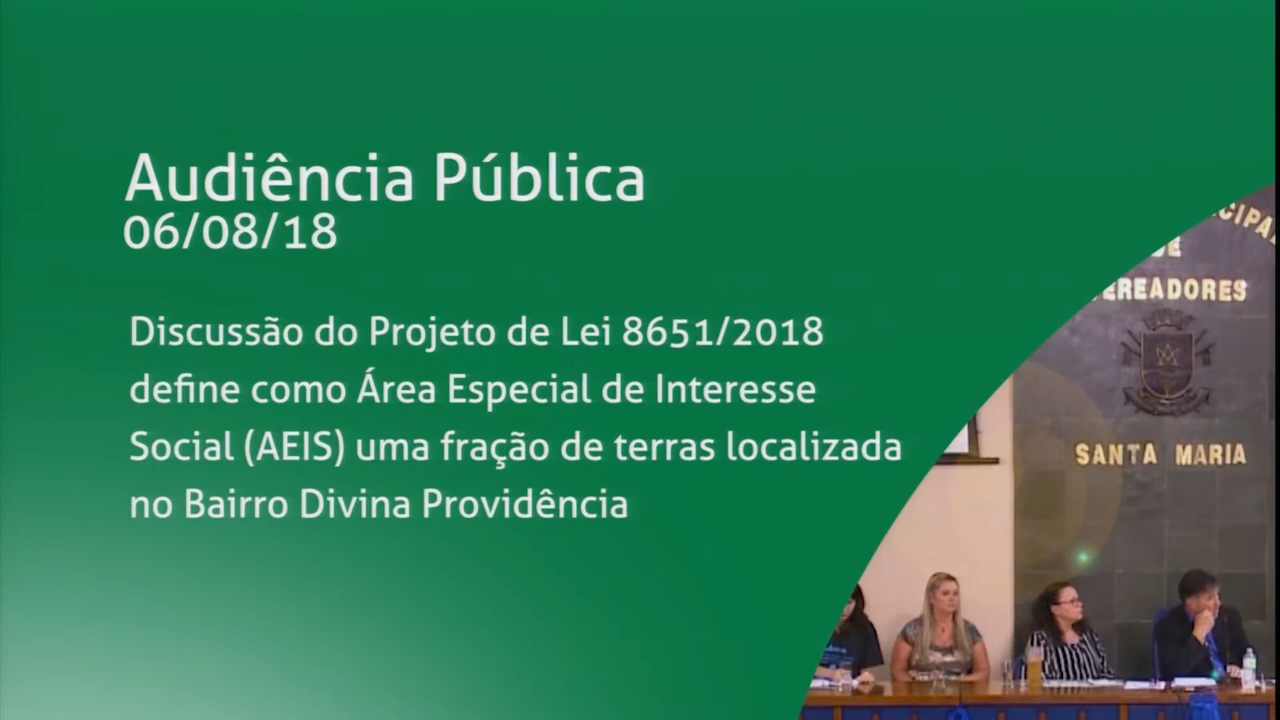 Audiência Pública
06/08/18
Discussão do Projeto de Lei 8651/2018
define como Área Especial de Interesse
Social (AEIS) uma fração de terras localizada
no Bairro Divina Providência
DE
SANTA MARIA